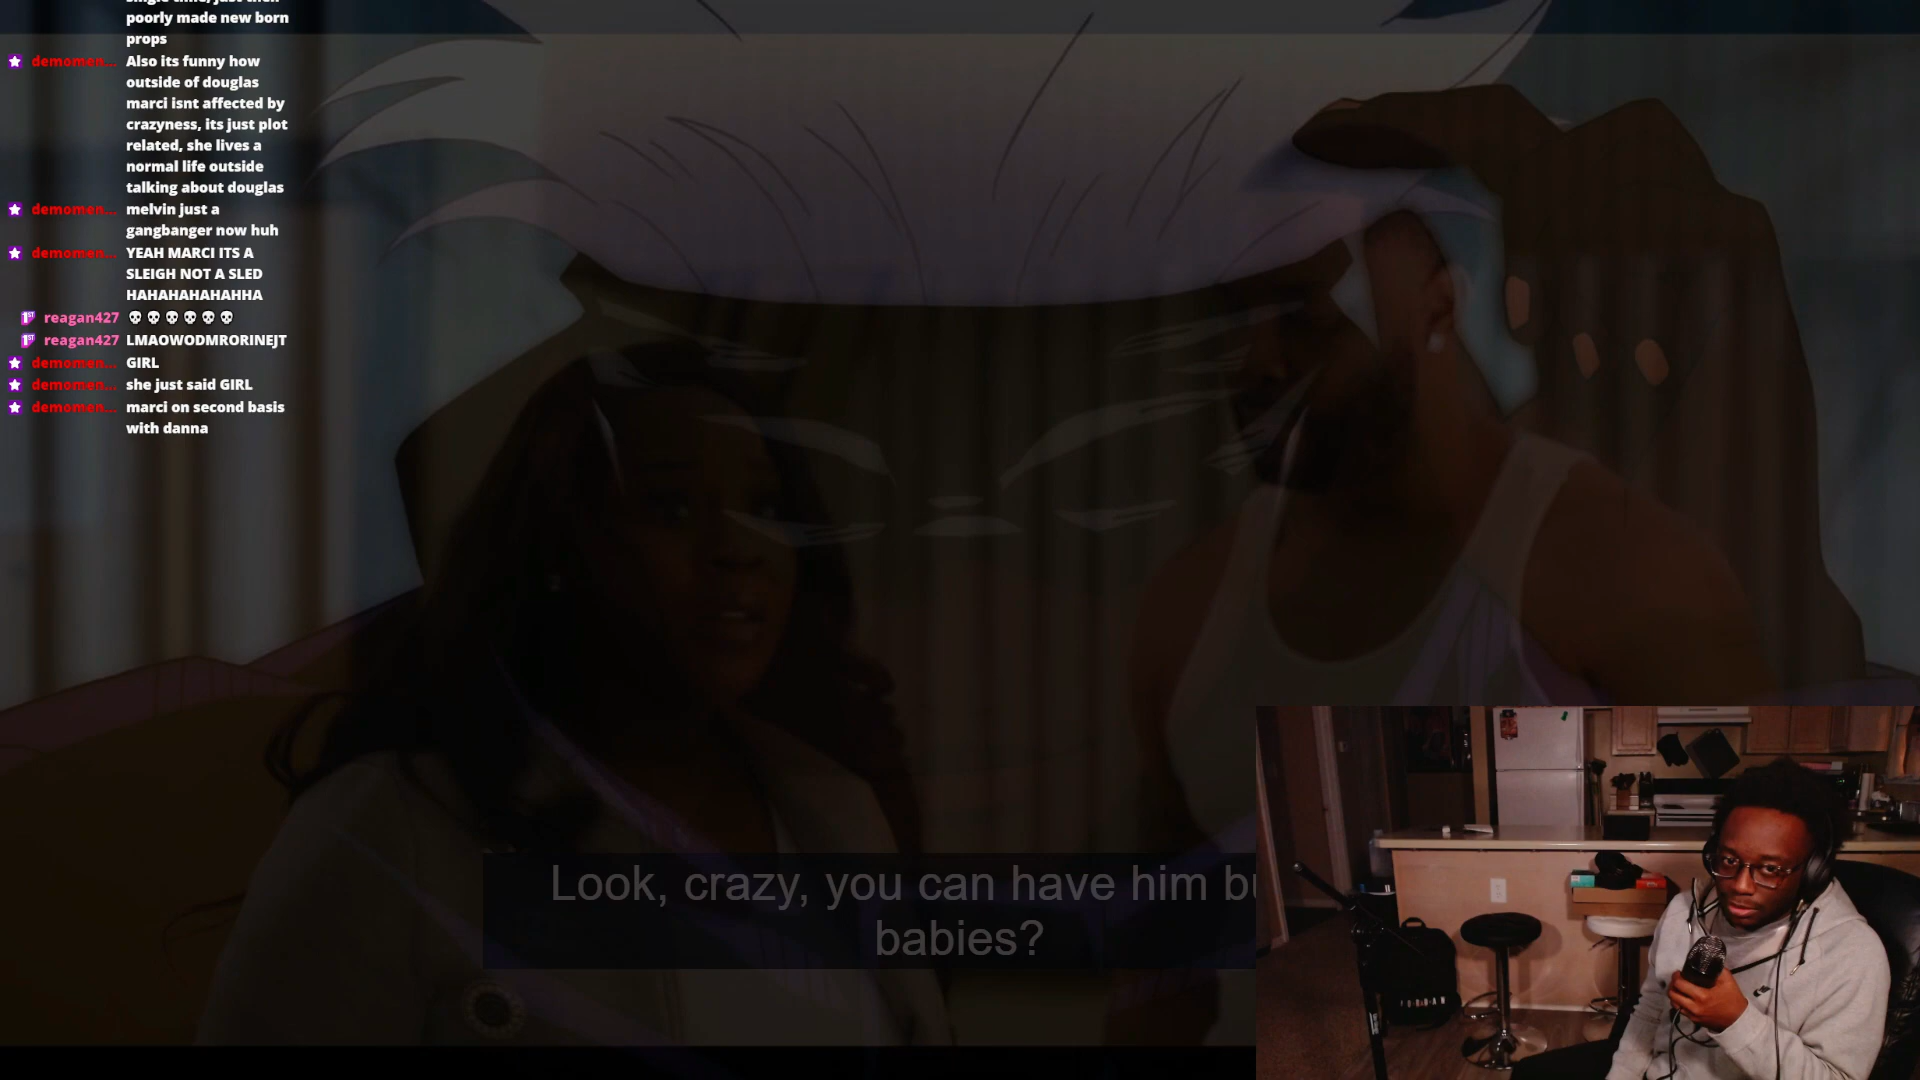 poorly made new born
props
demomen... Also its funny how
outside of douglas
marci isnt affected by
crazyness, its just plot
related, she lives a
normal life outside
talking about douglas
demomen... melvin just a
gangbanger now huh
demomen... YEAH MARCI ITS A
SLEIGH NOT A SLED
HAHAHAHAHAHHA
1ST reagan427 💀💀💀💀💀💀
1ST reagan427 LMAOWODMRORINEJT
demomen... GIRL
demomen... she just said GIRL
demomen... marci on second basis
with danna
Look, crazy, you can have him
babies?
JORDAN